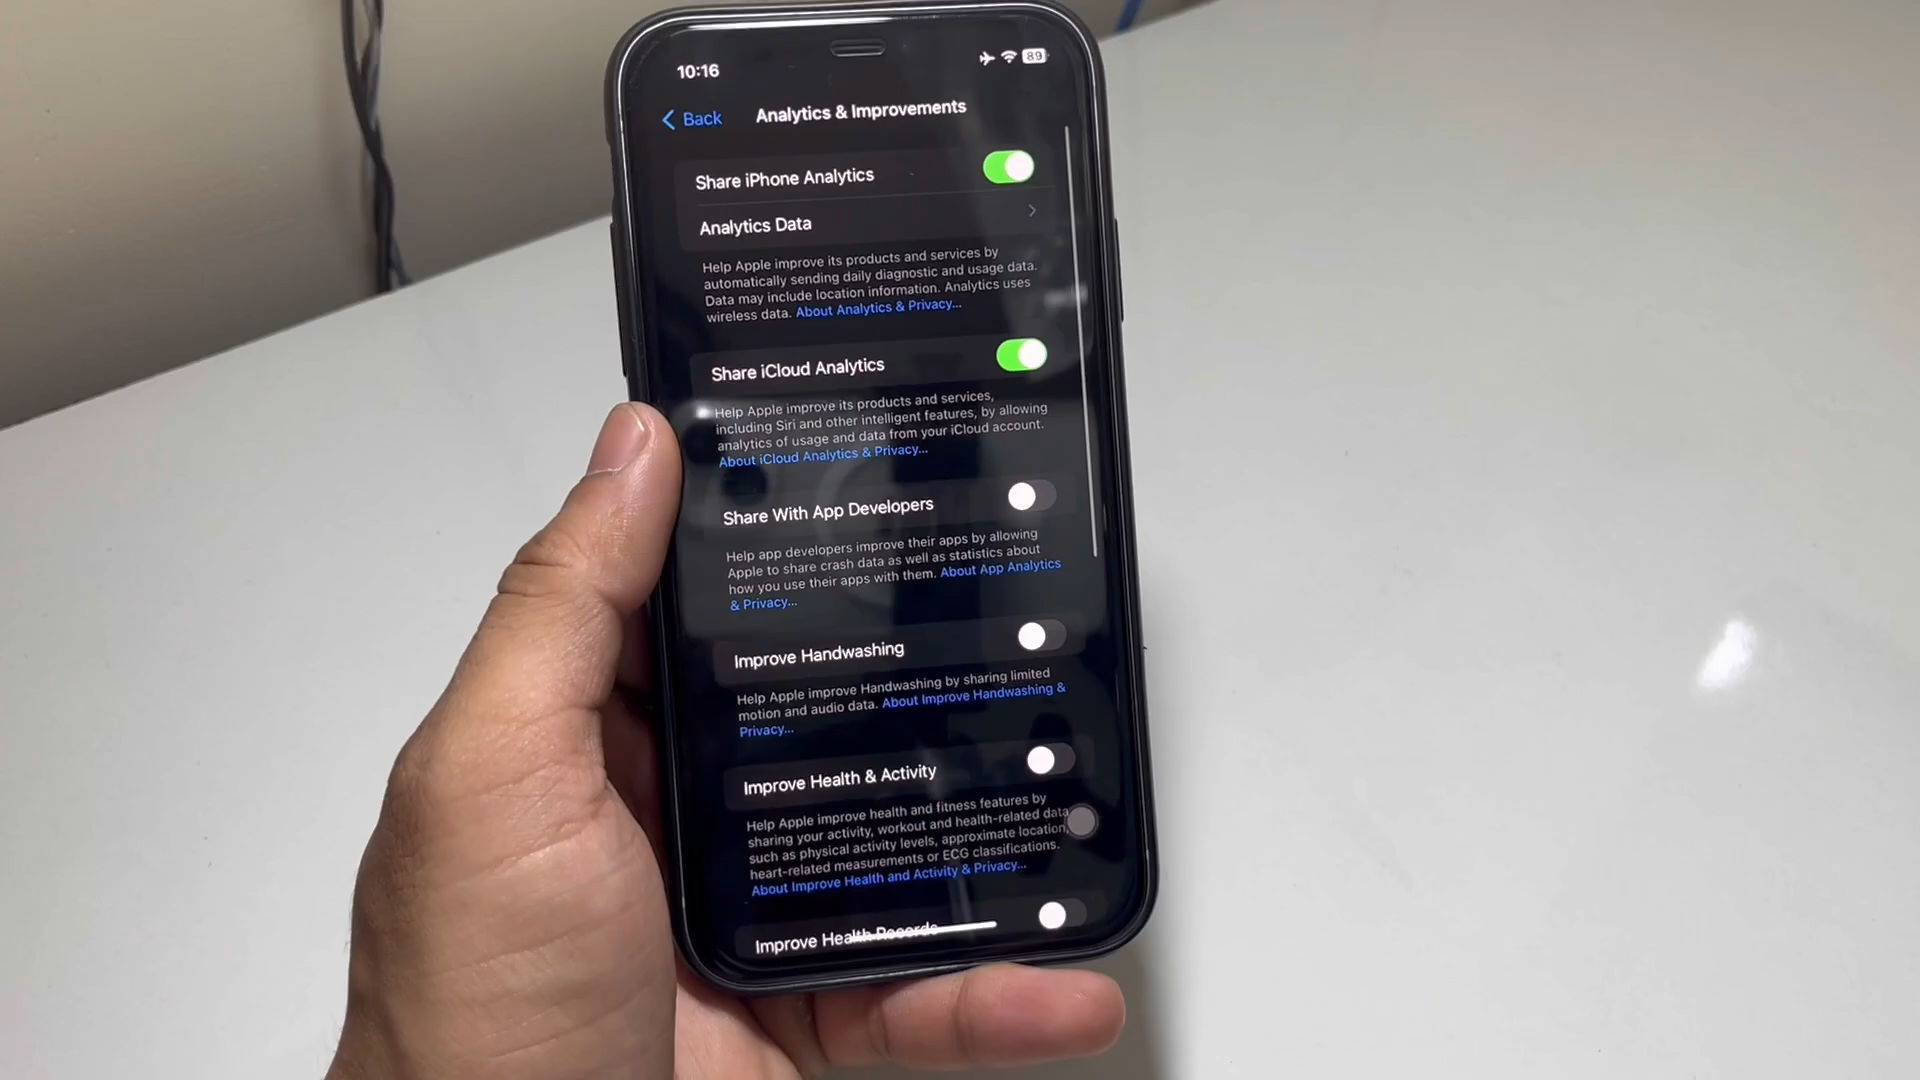 10:16
89
Back
Analytics & Improvements
Share iPhone Analytics
Analytics Data
Help Apple improve its products and services by
automatically sending daily diagnostic and usage data.
Data may include location information. Analytics uses
wireless data. About Analytics & Privacy...
Share iCloud Analytics
Help Apple improve its products and services,
including Siri and other intelligent features, by allowing
analytics of usage and data from your iCloud account.
About iCloud Analytics & Privacy...
Share With App Developers
Help app developers improve their apps by allowing
Apple to share crash data as well as statistics about
how you use their apps with them. About App Analytics
& Privacy...
Improve Handwashing
Help Apple improve Handwashing by sharing limited
motion and audio data. About Improve Handwashing &
Privacy...
Improve Health & Activity
Help Apple improve health and fitness features by
sharing your activity, workout and health-related data,
such as physical activity levels, approximate location,
heart-related measurements or ECG classifications.
About Improve Health and Activity & Privacy...
Improve Health Records